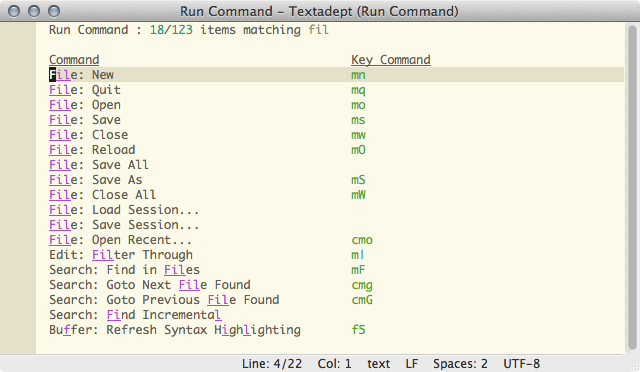 Run Command – Textadept (Run Command)
Run Command : 18/123 items matching fil
Command Key Command
File: New mn
File: Quit mq
File: Open mo
File: Save ms
File: Close mw
File: Reload mO
File: Save All
File: Save As mS
File: Close All mW
File: Load Session...
File: Save Session...
File: Open Recent... cmo
Edit: Filter Through m|
Search: Find in Files mF
Search: Goto Next File Found cmg
Search: Goto Previous File Found cmG
Search: Find Incremental
Buffer: Refresh Syntax Highlighting f5
Line: 4/22 Col: 1 text LF Spaces: 2 UTF-8